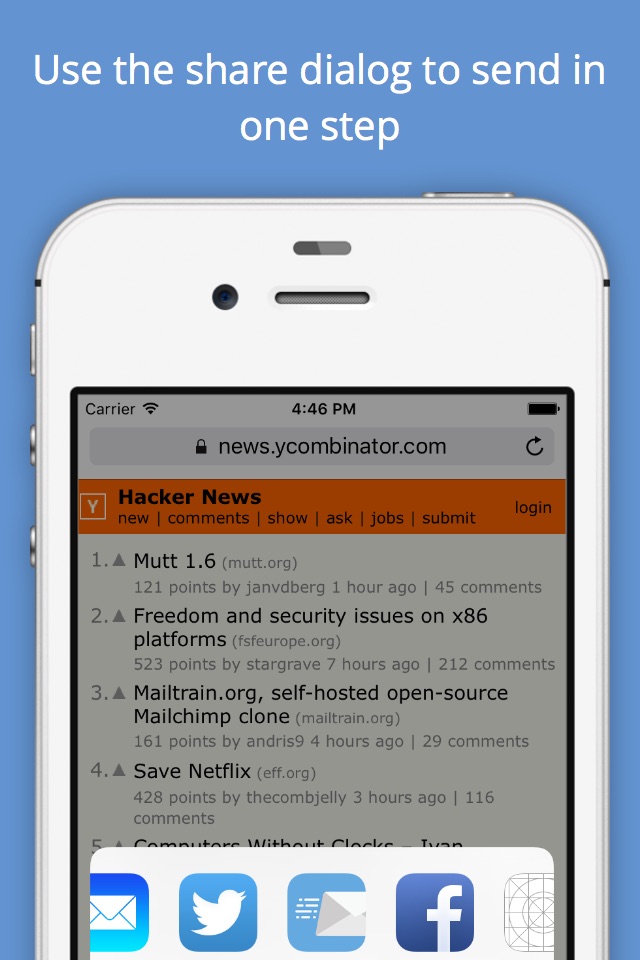 Use the share dialog to send in
one step
Carrier 4:46 PM
news.ycombinator.com
Y Hacker News
new | comments | show | ask | jobs | submit login
1. Mutt 1.6 (mutt.org)
121 points by janvdberg 1 hour ago | 45 comments
2. Freedom and security issues on x86
platforms (fsfeurope.org)
523 points by stargrave 7 hours ago | 212 comments
3. Mailtrain.org, self-hosted open-source
Mailchimp clone (mailtrain.org)
161 points by andris9 4 hours ago | 29 comments
4. Save Netflix (eff.org)
428 points by thecombjelly 3 hours ago | 116
comments
5. Computers Without Clocks – Ivan
f